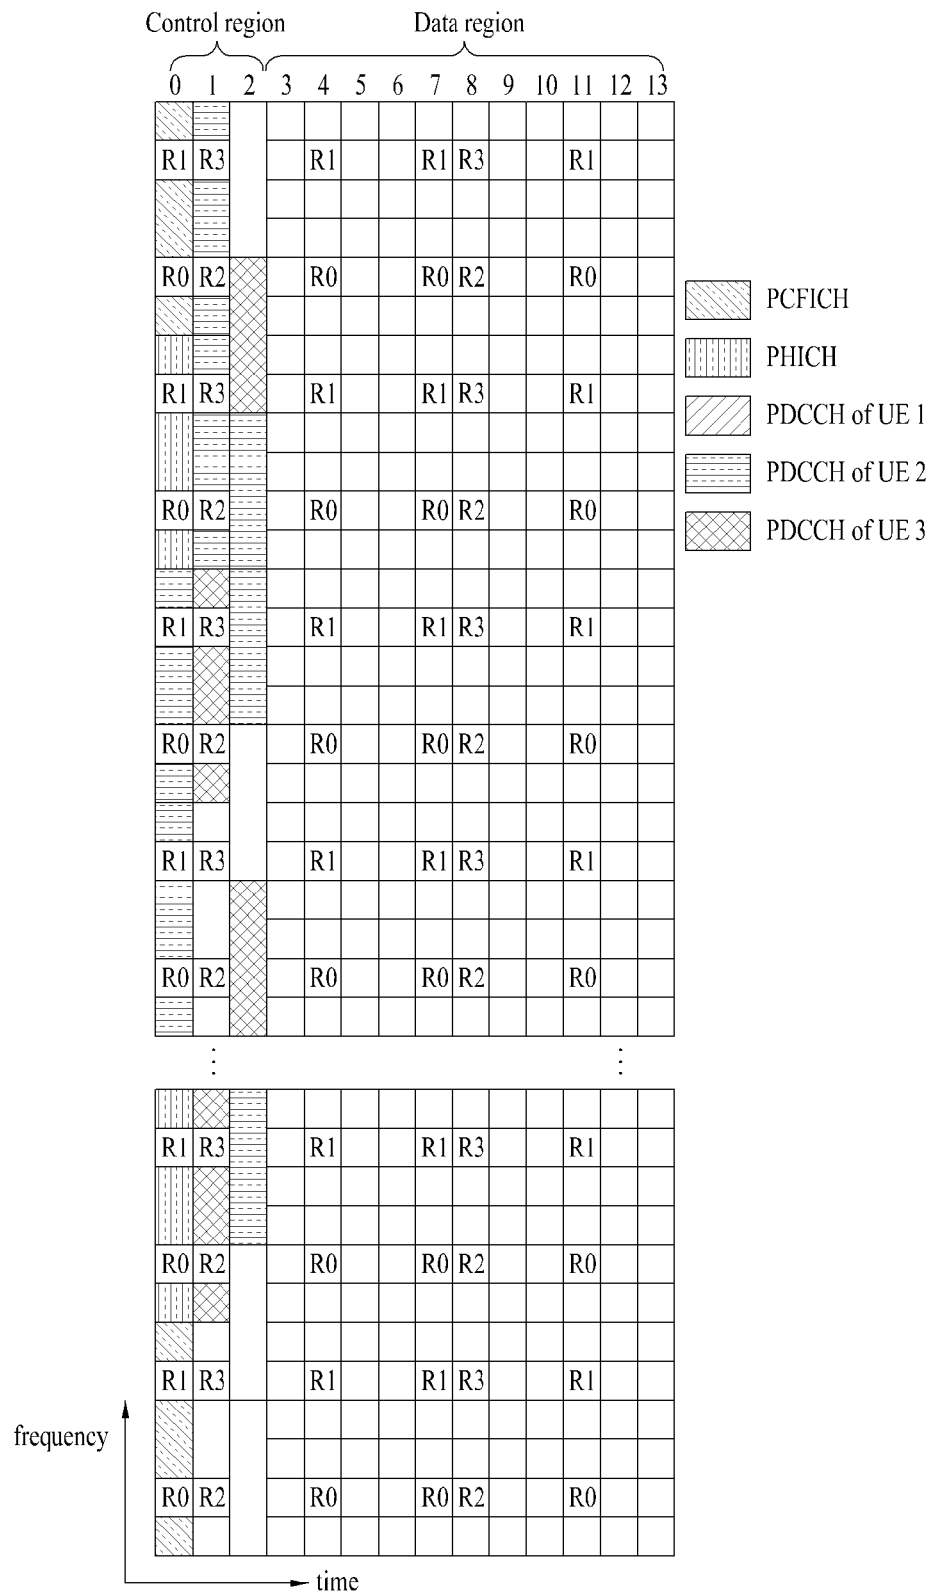 Control region Data region
0 1 2 3 4 5 6 7 8 9 10 11 12 13
R1 R3 R1 R1 R3 R1
R0 R2 R0 R0 R2 R0
PCFICH
PHICH
R1 R3 R1 R1 R3 R1
PDCCH of UE 1
PDCCH of UE 2
R0 R2 R0 R0 R2 R0
PDCCH of UE 3
R1 R3 R1 R1 R3 R1
R0 R2 R0 R0 R2 R0
R1 R3 R1 R1 R3 R1
R0 R2 R0 R0 R2 R0
R1 R3 R1 R1 R3 R1
R0 R2 R0 R0 R2 R0
R1 R3 R1 R1 R3 R1
frequency
R0 R2 R0 R0 R2 R0
time